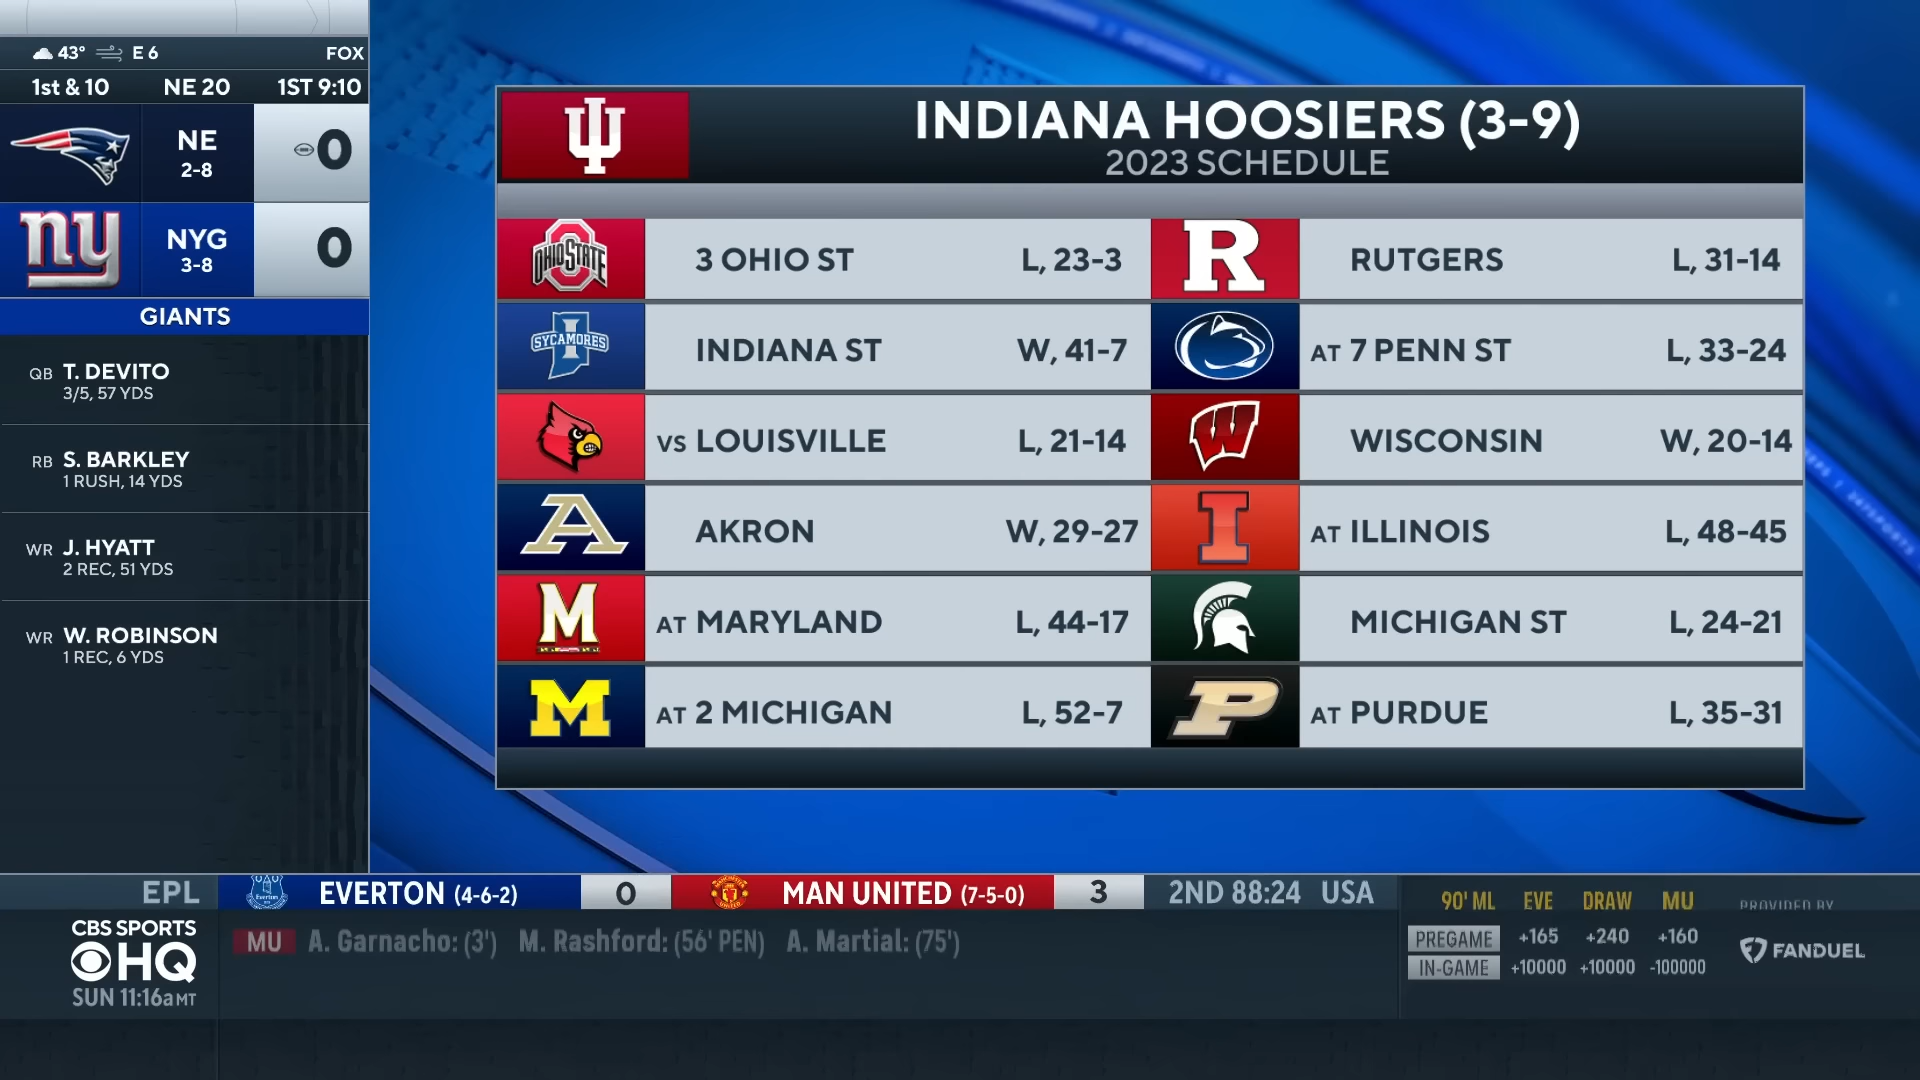 43° E 6 FOX
1st & 10 NE 20 1ST 9:10
NE 0
2-8
ny NYG 0
3-8
GIANTS
QB T. DEVITO
3/5, 57 YDS
RB S. BARKLEY
1 RUSH, 14 YDS
WR J. HYATT
2 REC, 51 YDS
WR W. ROBINSON
1 REC, 6 YDS
INDIANA HOOSIERS (3-9)
2023 SCHEDULE
OHIO STATE 3 OHIO ST L, 23-3
SYCAMORES INDIANA ST W, 41-7
VS LOUISVILLE L, 21-14
A AKRON W, 29-27
M AT MARYLAND L, 44-17
M AT 2 MICHIGAN L, 52-7
R RUTGERS L, 31-14
AT 7 PENN ST L, 33-24
W WISCONSIN W, 20-14
I AT ILLINOIS L, 48-45
MICHIGAN ST L, 24-21
P AT PURDUE L, 35-31
EPL Everton EVERTON (4-6-2) 0 MAN UNITED (7-5-0) 3 2ND 88:24 USA
MU A. Garnacho: (3') M. Rashford: (56' PEN) A. Martial: (75')
90' ML EVE DRAW MU
PREGAME +165 +240 +160
IN-GAME +10000 +10000 -100000
PROVIDED BY
FANDUEL
CBS SPORTS
HQ
SUN 11:16a MT